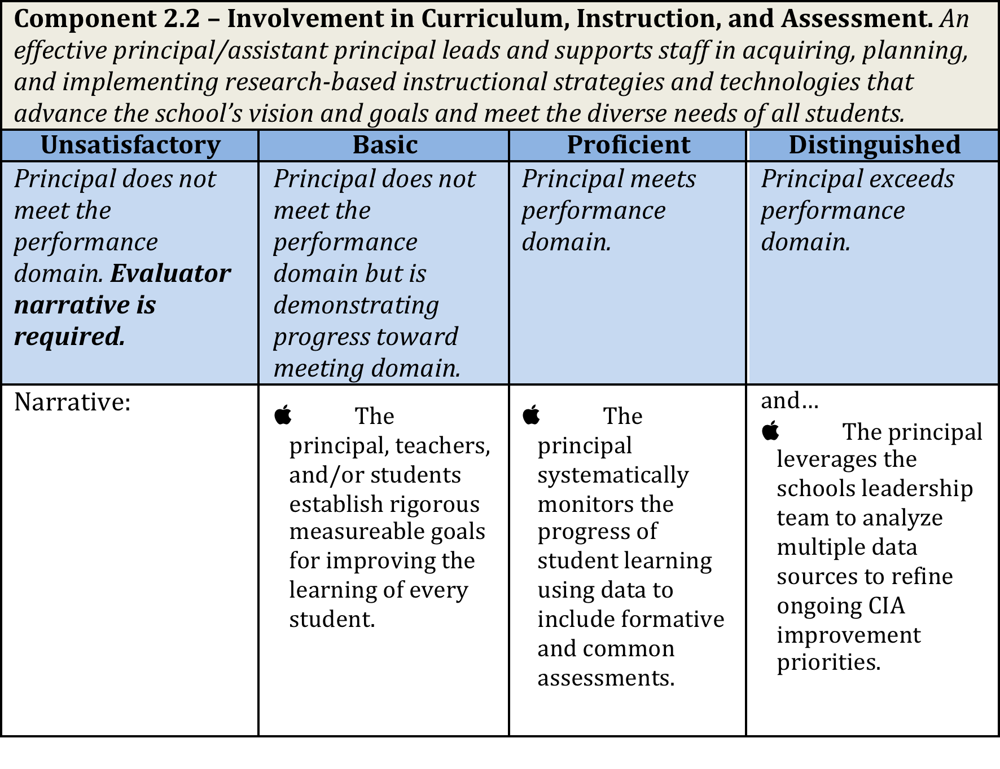 Component 2.2 – Involvement in Curriculum, Instruction, and Assessment. An
effective principal/assistant principal leads and supports staff in acquiring, planning,
and implementing research-based instructional strategies and technologies that
advance the school’s vision and goals and meet the diverse needs of all students.
Unsatisfactory
Basic
Proficient
Distinguished
Principal does not
meet the
performance
domain. Evaluator
narrative is
required.
Principal does not
meet the
performance
domain but is
demonstrating
progress toward
meeting domain.
Principal meets
performance
domain.
Principal exceeds
performance
domain.
Narrative:
The
principal, teachers,
and/or students
establish rigorous
measureable goals
for improving the
learning of every
student.
The
principal
systematically
monitors the
progress of
student learning
using data to
include formative
and common
assessments.
and…
The principal
leverages the
schools leadership
team to analyze
multiple data
sources to refine
ongoing CIA
improvement
priorities.